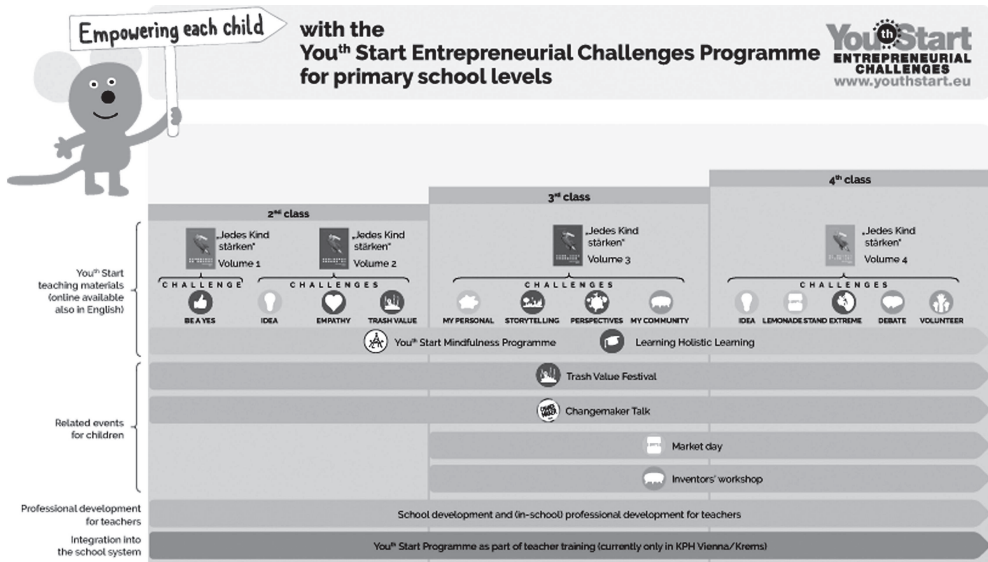 Empowering each child
with the
Youth Start Entrepreneurial Challenges Programme
for primary school levels
YouthStart
ENTREPRENEURIAL
CHALLENGES
www.youthstart.eu
4th class
3rd class
2nd class
Youth Start
teaching materials
(online available
also in English)
„Jedes Kind
stärken"
Volume 1
„Jedes Kind
stärken"
Volume 2
„Jedes Kind
stärken"
Volume 3
„Jedes Kind
stärken"
Volume 4
CHALLENGE
CHALLENGES
CHALLENGES
CHALLENGES
BE A YES
IDEA
EMPATHY
TRASH VALUE
MY PERSONAL
STORYTELLING
PERSPECTIVES
MY COMMUNITY
IDEA
LEMONADE STAND
EXTREME
DEBATE
VOLUNTEER
Youth Start Mindfulness Programme
Learning Holistic Learning
Related events
for children
Trash Value Festival
Changemaker Talk
Market day
Inventors' workshop
Professional development
for teachers
School development and (in-school) professional development for teachers
Integration into
the school system
Youth Start Programme as part of teacher training (currently only in KPH Vienna/Krems)